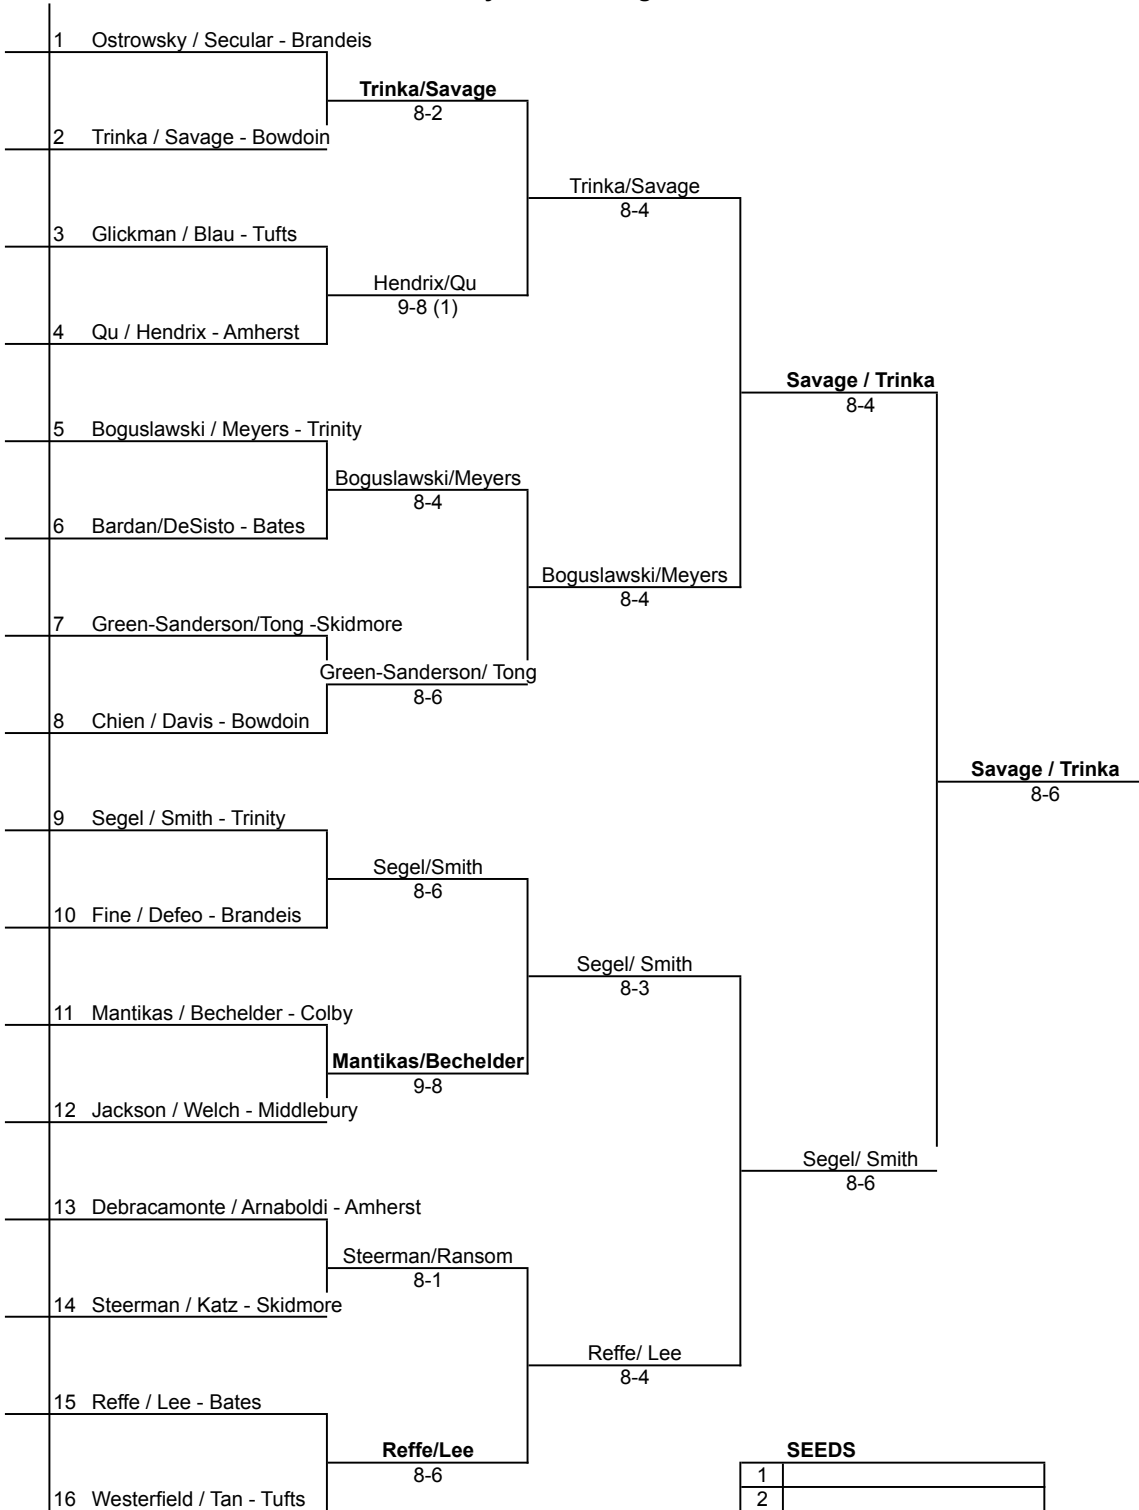 1 Ostrowsky / Secular - Brandeis
Trinka/Savage
8-2
2 Trinka / Savage - Bowdoin
Trinka/Savage
8-4
3 Glickman / Blau - Tufts
Hendrix/Qu
9-8 (1)
4 Qu / Hendrix - Amherst
Savage / Trinka
8-4
5 Boguslawski / Meyers - Trinity
Boguslawski/Meyers
8-4
6 Bardan/DeSisto - Bates
Boguslawski/Meyers
8-4
7 Green-Sanderson/Tong -Skidmore
Green-Sanderson/ Tong
8-6
8 Chien / Davis - Bowdoin
Savage / Trinka
8-6
9 Segel / Smith - Trinity
Segel/Smith
8-6
10 Fine / Defeo - Brandeis
Segel/ Smith
8-3
11 Mantikas / Bechelder - Colby
Mantikas/Bechelder
9-8
12 Jackson / Welch - Middlebury
Segel/ Smith
8-6
13 Debracamonte / Arnaboldi - Amherst
Steerman/Ransom
8-1
14 Steerman / Katz - Skidmore
Reffe/ Lee
8-4
15 Reffe / Lee - Bates
Reffe/Lee
8-6
SEEDS
1
2
16 Westerfield / Tan - Tufts